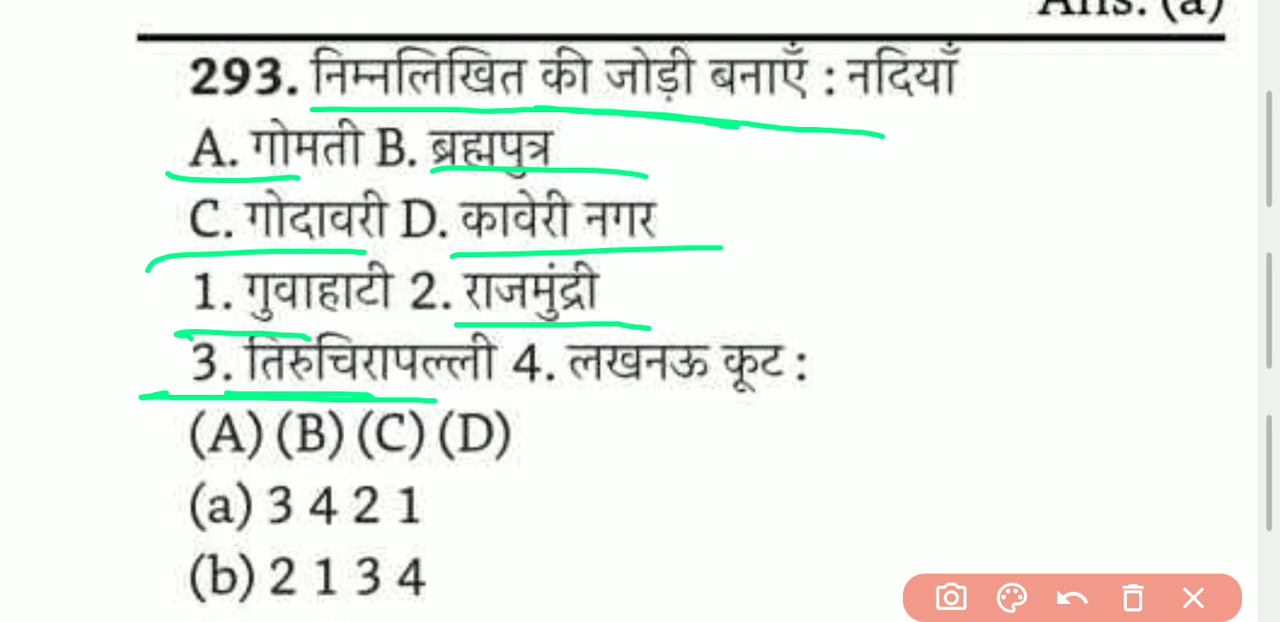 Ans. (a)
293. निम्नलिखित की जोड़ी बनाएँ : नदियाँ
A. गोमती B. ब्रह्मपुत्र
C. गोदावरी D. कावेरी नगर
1. गुवाहाटी 2. राजमुंद्री
3. तिरुचिरापल्ली 4. लखनऊ कूट :
(A) (B) (C) (D)
(a) 3 4 2 1
(b) 2 1 3 4